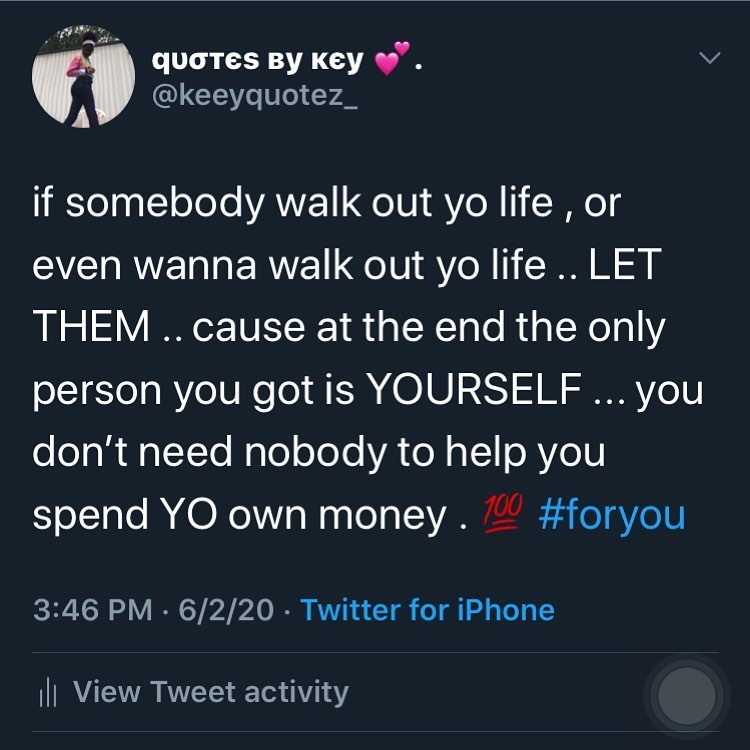 quσтєs ву кєу 💕 .
@keeyquotez_
if somebody walk out yo life , or
even wanna walk out yo life .. LET
THEM .. cause at the end the only
person you got is YOURSELF ... you
don’t need nobody to help you
spend YO own money . 💯 #foryou
3:46 PM · 6/2/20 · Twitter for iPhone
View Tweet activity